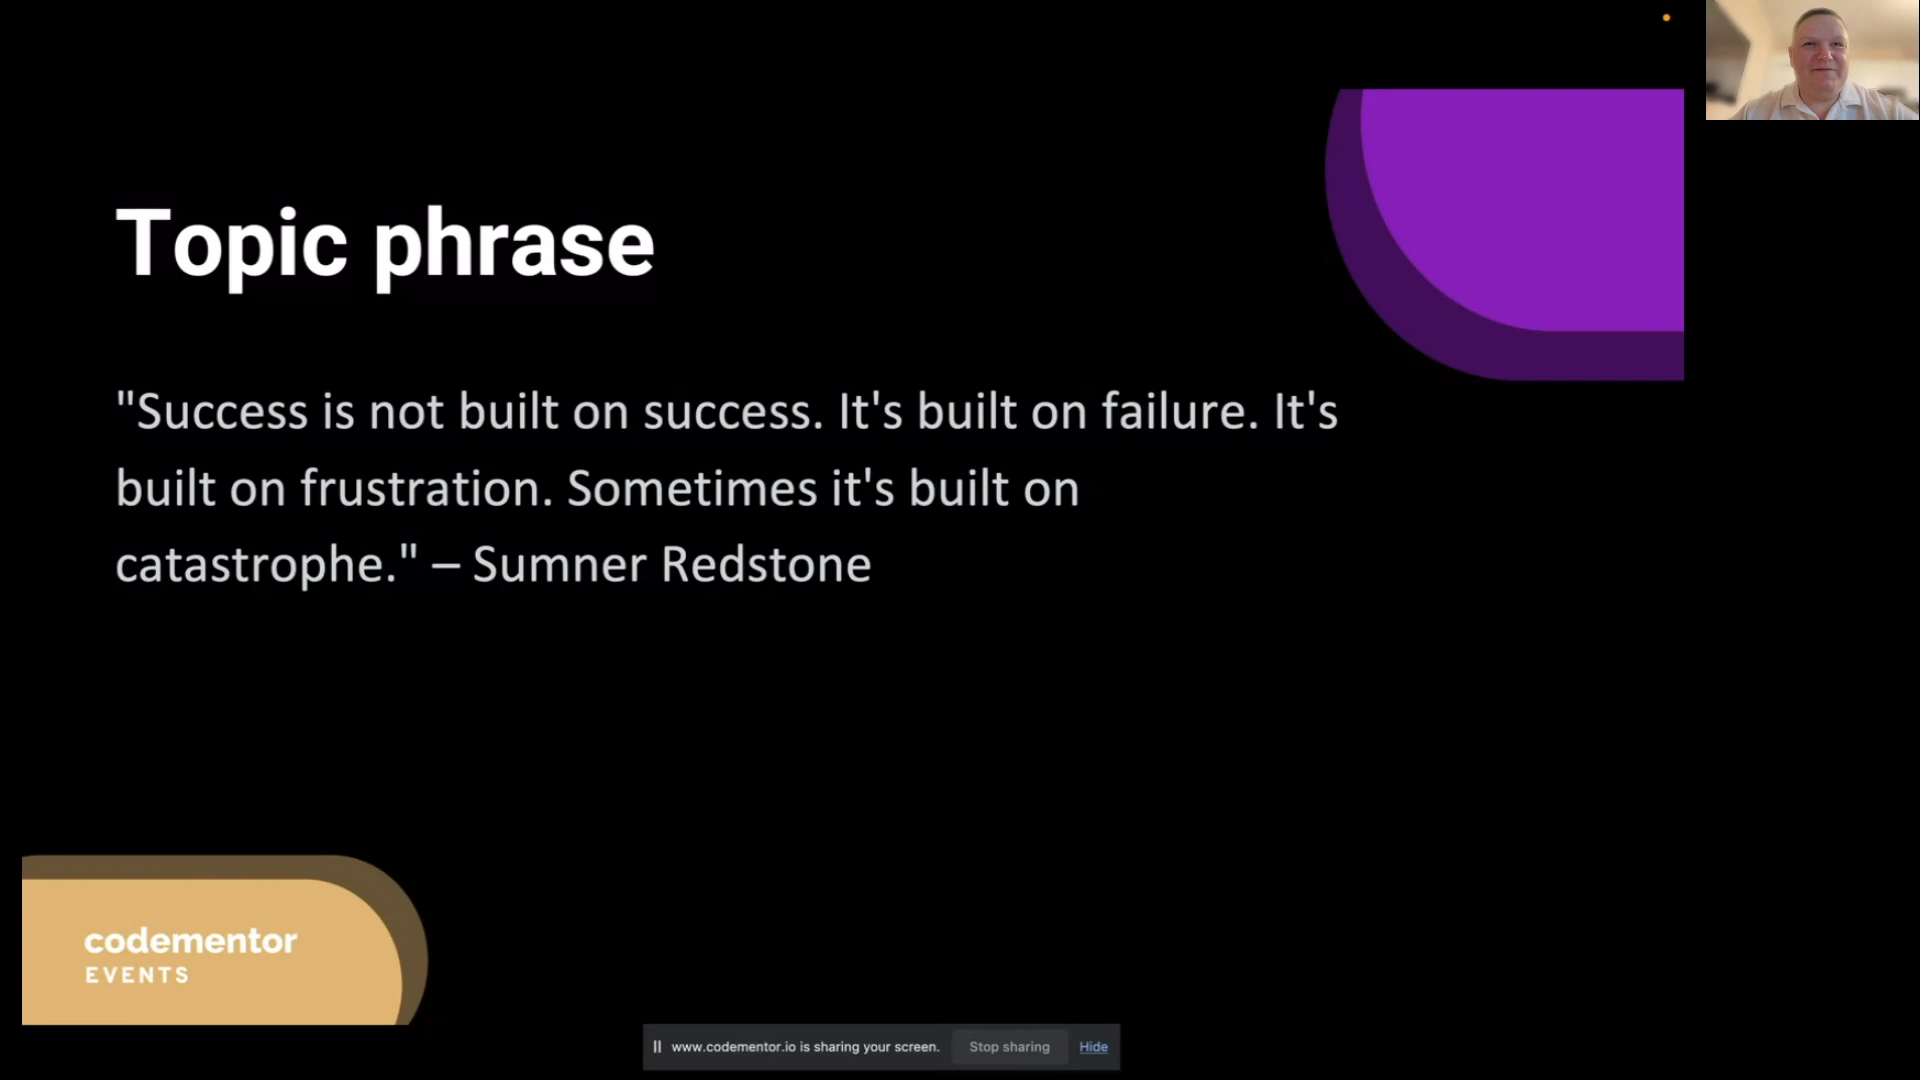 Topic phrase
"Success is not built on success. It's built on failure. It's
built on frustration. Sometimes it's built on
catastrophe." – Sumner Redstone
codementor
EVENTS
www.codementor.io is sharing your screen. Stop sharing Hide